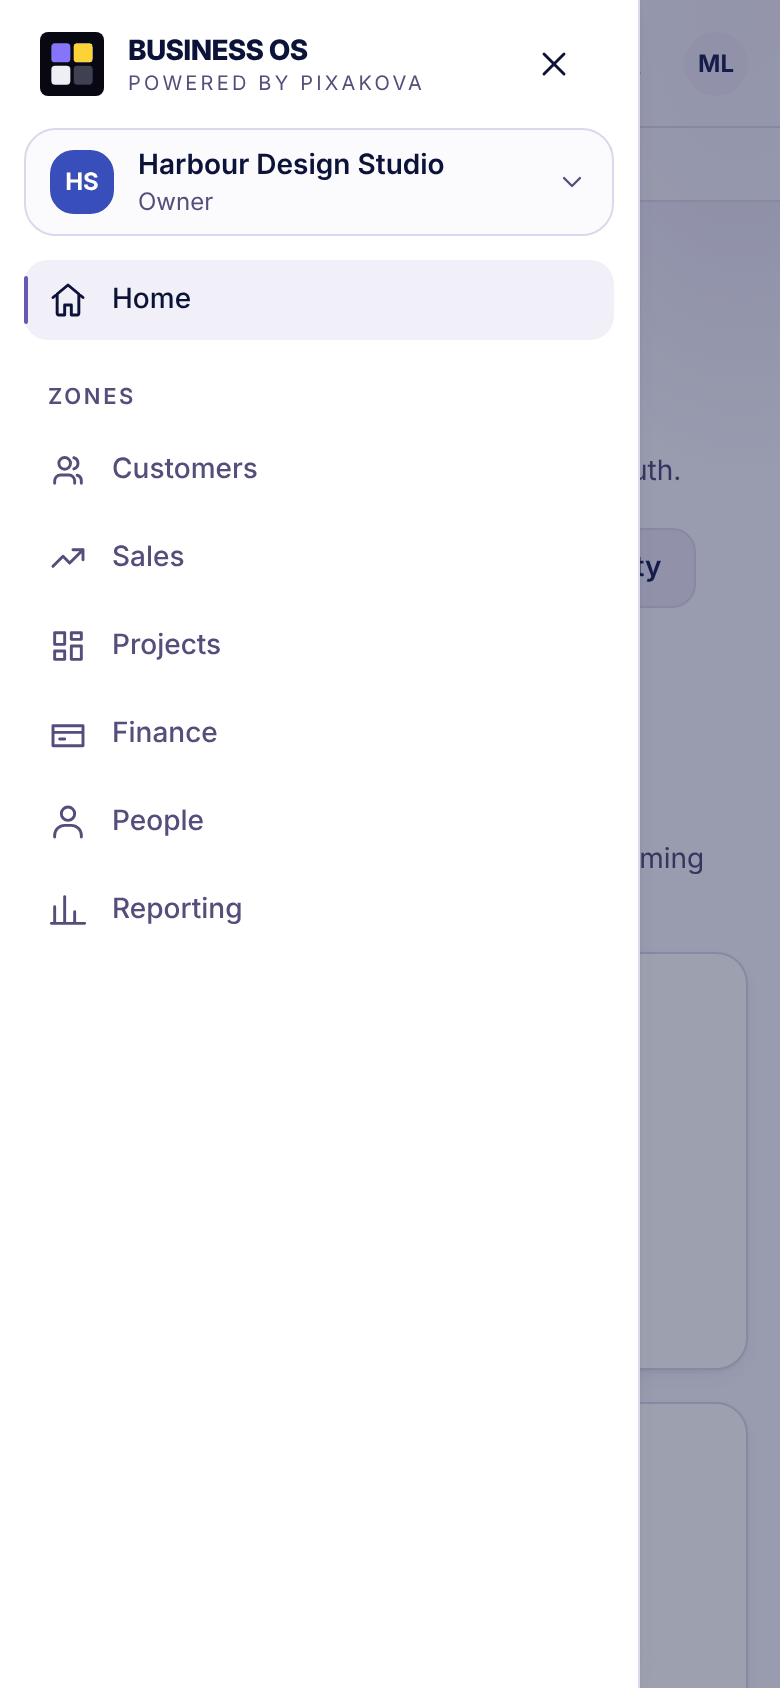 BUSINESS OS
POWERED BY PIXAKOVA
ML
HS
Harbour Design Studio
Owner
Home
ZONES
Customers
Sales
Projects
Finance
People
Reporting